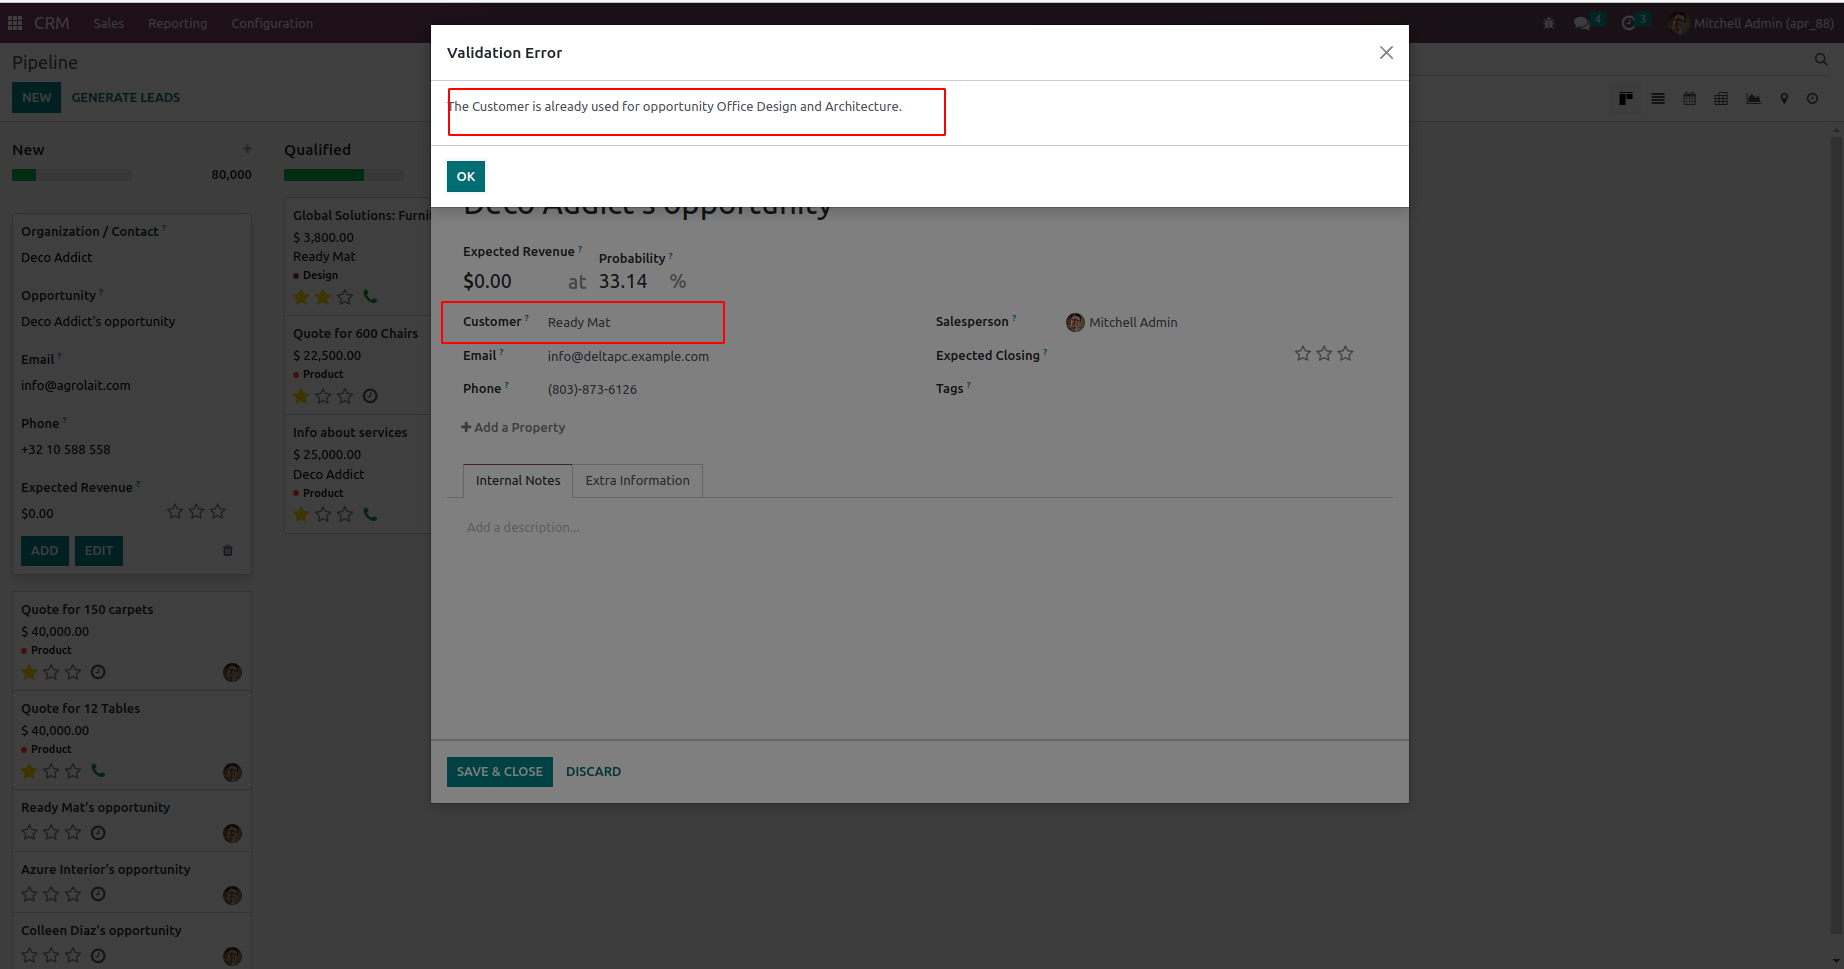 CRM Sales Reporting Configuration 4 3 Mitchell Admin (apr_88)
Pipeline
NEW GENERATE LEADS
Validation Error
The Customer is already used for opportunity Office Design and Architecture.
OK
New
80,000
Organization / Contact ?
Deco Addict
Opportunity ?
Deco Addict's opportunity
Email ?
info@agrolait.com
Phone ?
+32 10 588 558
Expected Revenue ?
$0.00
ADD EDIT
Quote for 150 carpets
$ 40,000.00
Product
Quote for 12 Tables
$ 40,000.00
Product
Ready Mat's opportunity
Azure Interior's opportunity
Colleen Diaz's opportunity
Qualified
Global Solutions: Furni
$ 3,800.00
Ready Mat
Design
Quote for 600 Chairs
$ 22,500.00
Product
Info about services
$ 25,000.00
Deco Addict
Product
Deco Addict's opportunity
Expected Revenue ? Probability ?
$0.00 at 33.14 %
Customer ? Ready Mat
Email ? info@deltapc.example.com
Phone ? (803)-873-6126
Salesperson ? Mitchell Admin
Expected Closing ?
Tags ?
Add a Property
Internal Notes Extra Information
Add a description...
SAVE & CLOSE DISCARD